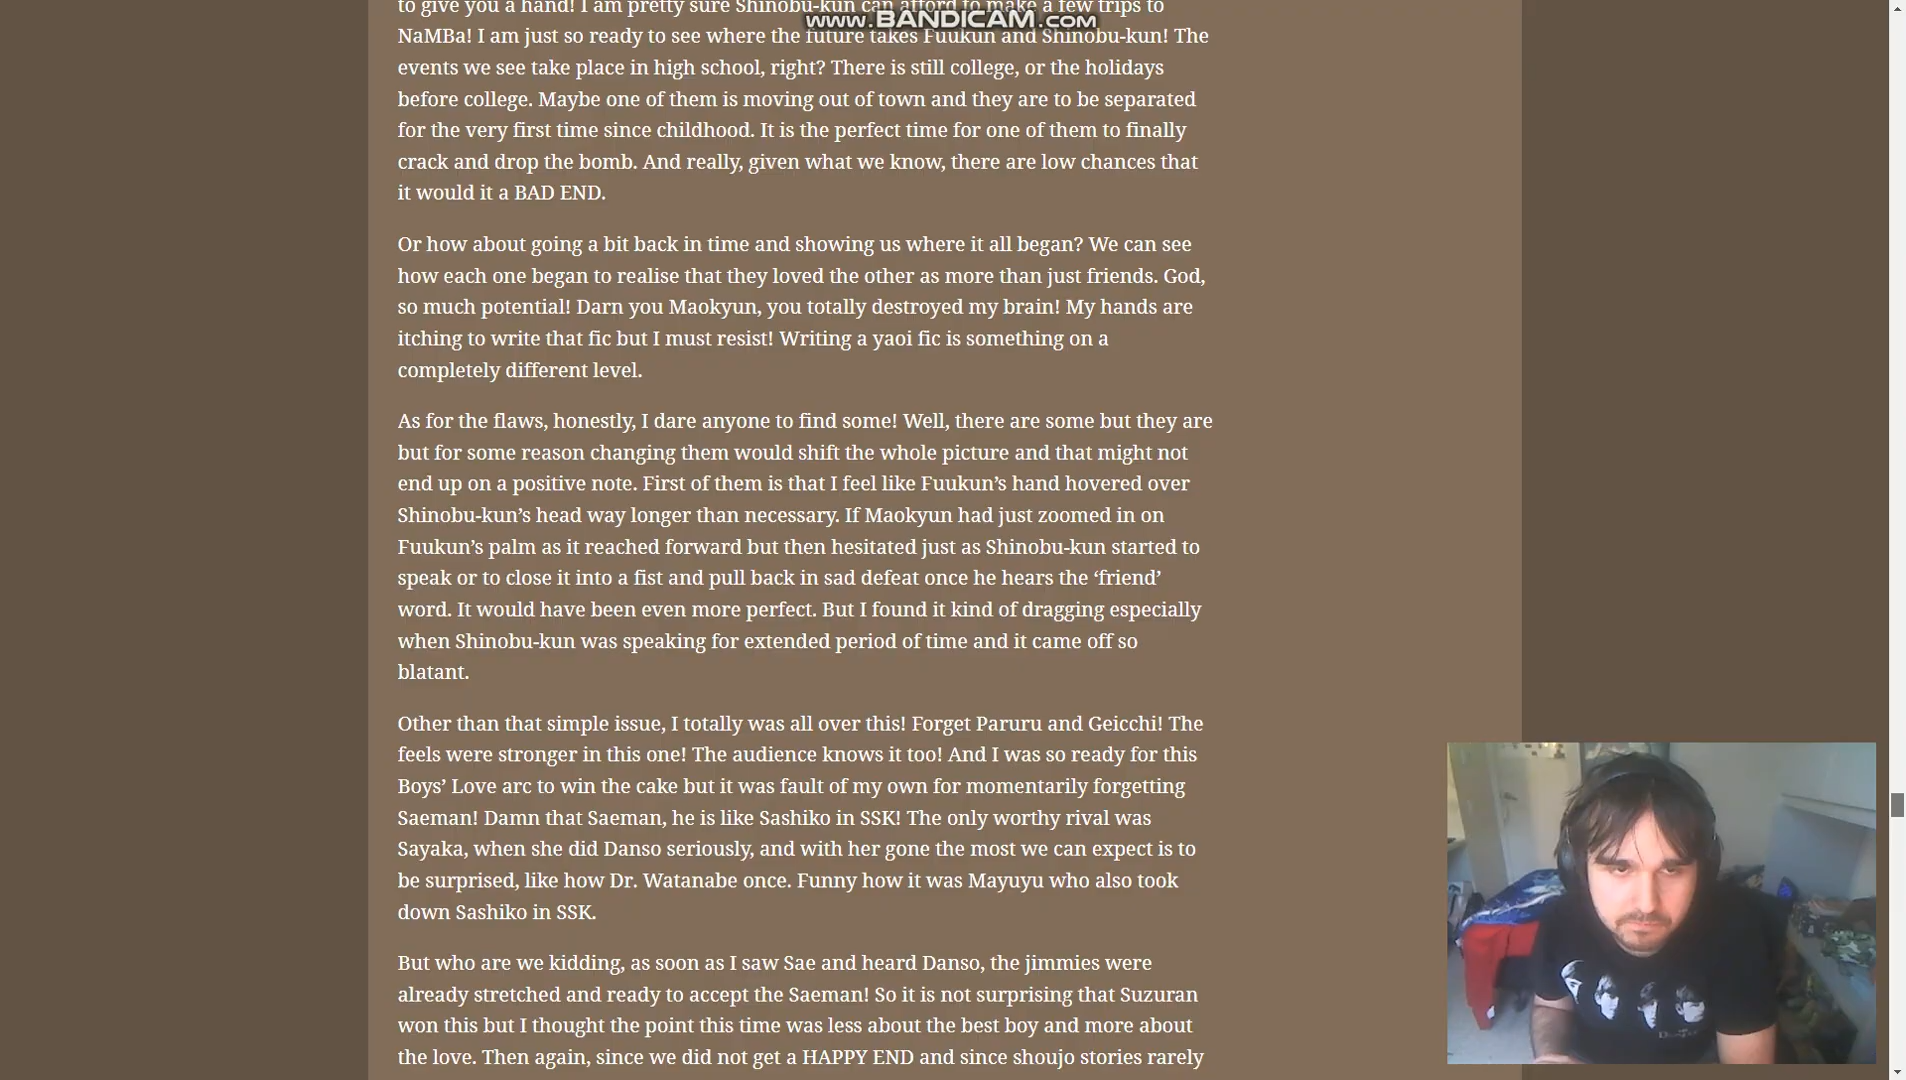 to give you a hand! I am pretty sure Shinobu-kun can afford to make a few trips to
www.BANDICAM.com
NaMBa! I am just so ready to see where the future takes Fuukun and Shinobu-kun! The
events we see take place in high school, right? There is still college, or the holidays
before college. Maybe one of them is moving out of town and they are to be separated
for the very first time since childhood. It is the perfect time for one of them to finally
crack and drop the bomb. And really, given what we know, there are low chances that
it would it a BAD END.
Or how about going a bit back in time and showing us where it all began? We can see
how each one began to realise that they loved the other as more than just friends. God,
so much potential! Darn you Maokyun, you totally destroyed my brain! My hands are
itching to write that fic but I must resist! Writing a yaoi fic is something on a
completely different level.
As for the flaws, honestly, I dare anyone to find some! Well, there are some but they are
but for some reason changing them would shift the whole picture and that might not
end up on a positive note. First of them is that I feel like Fuukun’s hand hovered over
Shinobu-kun’s head way longer than necessary. If Maokyun had just zoomed in on
Fuukun’s palm as it reached forward but then hesitated just as Shinobu-kun started to
speak or to close it into a fist and pull back in sad defeat once he hears the ‘friend’
word. It would have been even more perfect. But I found it kind of dragging especially
when Shinobu-kun was speaking for extended period of time and it came off so
blatant.
Other than that simple issue, I totally was all over this! Forget Paruru and Geicchi! The
feels were stronger in this one! The audience knows it too! And I was so ready for this
Boys’ Love arc to win the cake but it was fault of my own for momentarily forgetting
Saeman! Damn that Saeman, he is like Sashiko in SSK! The only worthy rival was
Sayaka, when she did Danso seriously, and with her gone the most we can expect is to
be surprised, like how Dr. Watanabe once. Funny how it was Mayuyu who also took
down Sashiko in SSK.
But who are we kidding, as soon as I saw Sae and heard Danso, the jimmies were
already stretched and ready to accept the Saeman! So it is not surprising that Suzuran
won this but I thought the point this time was less about the best boy and more about
the love. Then again, since we did not get a HAPPY END and since shoujo stories rarely